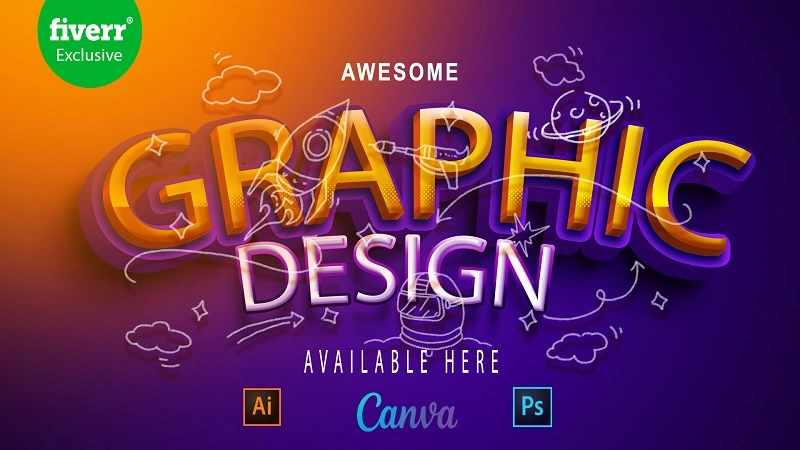 fiverr®
Exclusive
AWESOME
GRAPHIC
DESIGN
AVAILABLE HERE
Ai
Canva
Ps